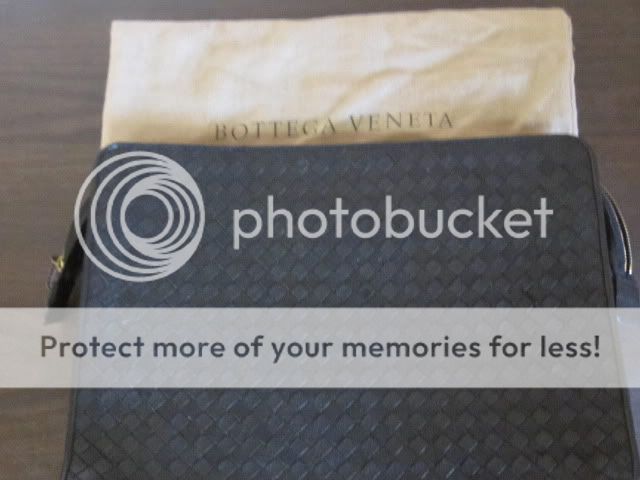 BOTTEGA VENETA
photobucket
Protect more of your memories for less!